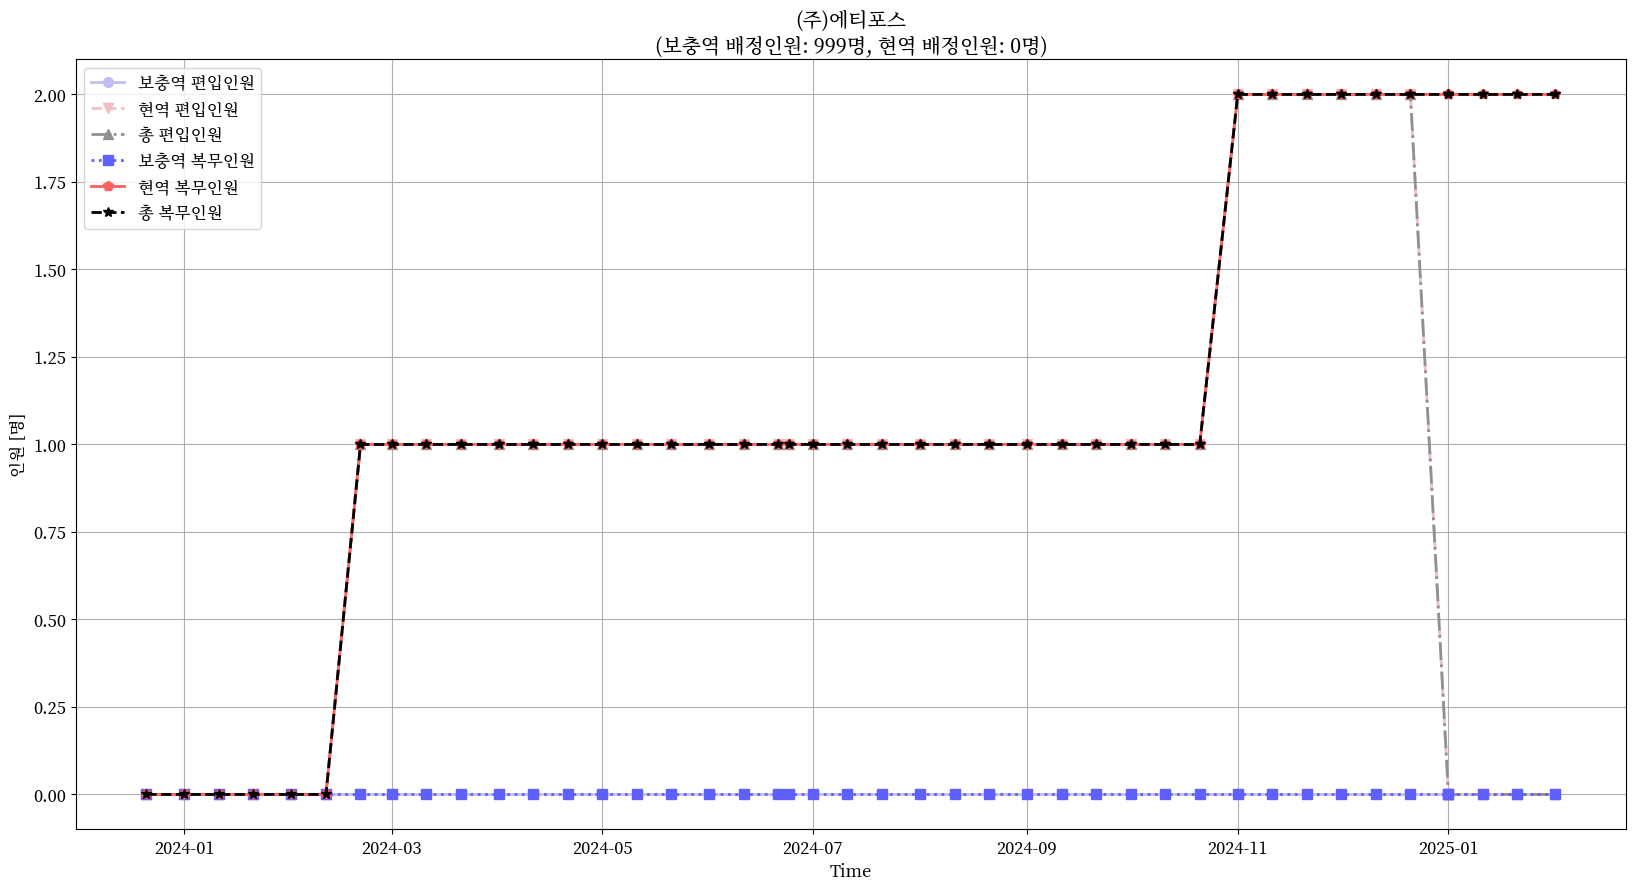 (주)에티포스
(보충역 배정인원: 999명, 현역 배정인원: 0명)
보충역 편입인원
현역 편입인원
총 편입인원
보충역 복무인원
현역 복무인원
총 복무인원
2.00
1.75
1.50
1.25
1.00
0.75
0.50
0.25
0.00
인원 [명]
2024-01
2024-03
2024-05
2024-07
2024-09
2024-11
2025-01
Time